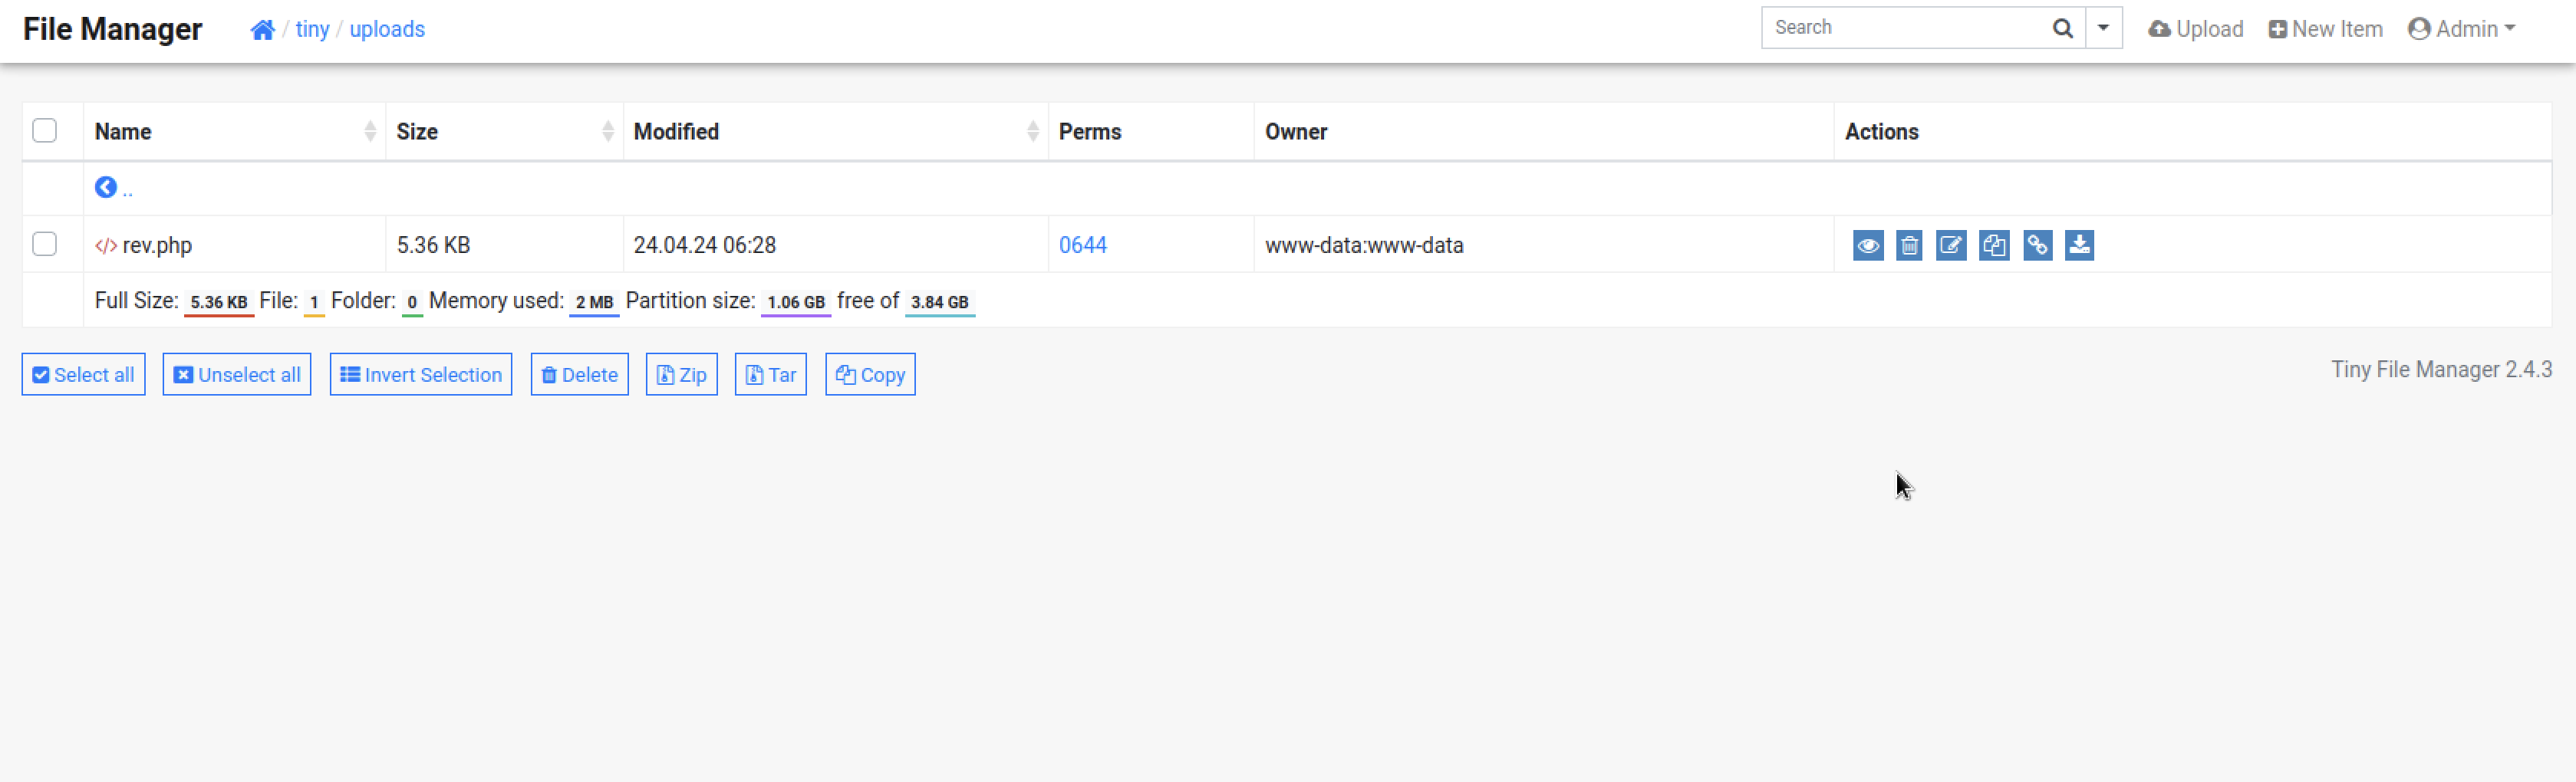 File Manager / tiny / uploads Search Upload New Item Admin
Name Size Modified Perms Owner Actions
..
</> rev.php 5.36 KB 24.04.24 06:28 0644 www-data:www-data
Full Size: 5.36 KB File: 1 Folder: 0 Memory used: 2 MB Partition size: 1.06 GB free of 3.84 GB
Select all Unselect all Invert Selection Delete Zip Tar Copy Tiny File Manager 2.4.3